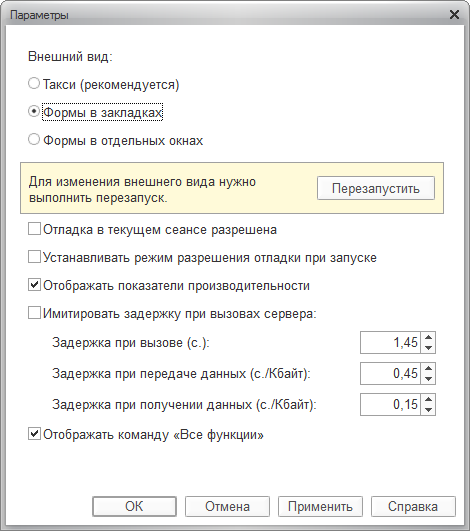 Параметры
Внешний вид:
Такси (рекомендуется)
Формы в закладках
Формы в отдельных окнах
Для изменения внешнего вида нужно
выполнить перезапуск.
Перезапустить
Отладка в текущем сеансе разрешена
Устанавливать режим разрешения отладки при запуске
Отображать показатели производительности
Имитировать задержку при вызовах сервера:
Задержка при вызове (с.): 1,45
Задержка при передаче данных (с./Кбайт): 0,45
Задержка при получении данных (с./Кбайт): 0,15
Отображать команду «Все функции»
ОК Отмена Применить Справка